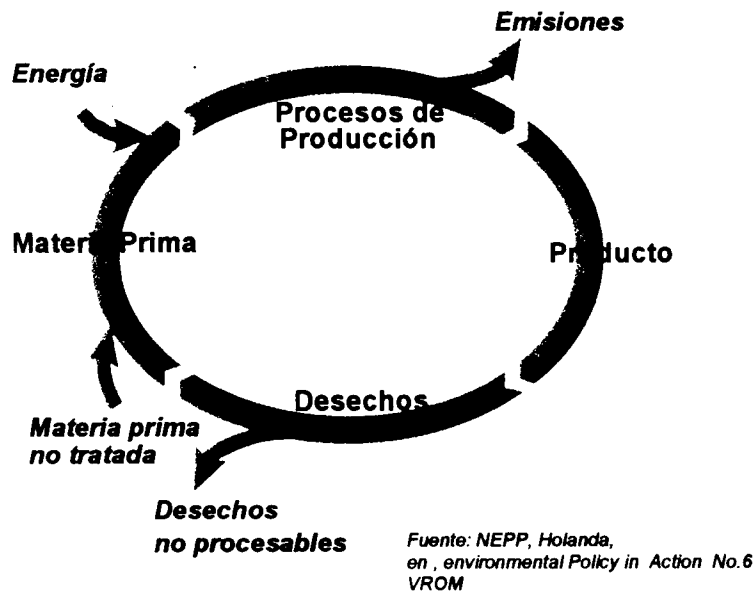 Emisiones
Energía
Procesos de
Producción
Materia Prima
Producto
Desechos
Materia prima
no tratada
Desechos
no procesables
Fuente: NEPP, Holanda,
en , environmental Policy in Action No.6
VROM